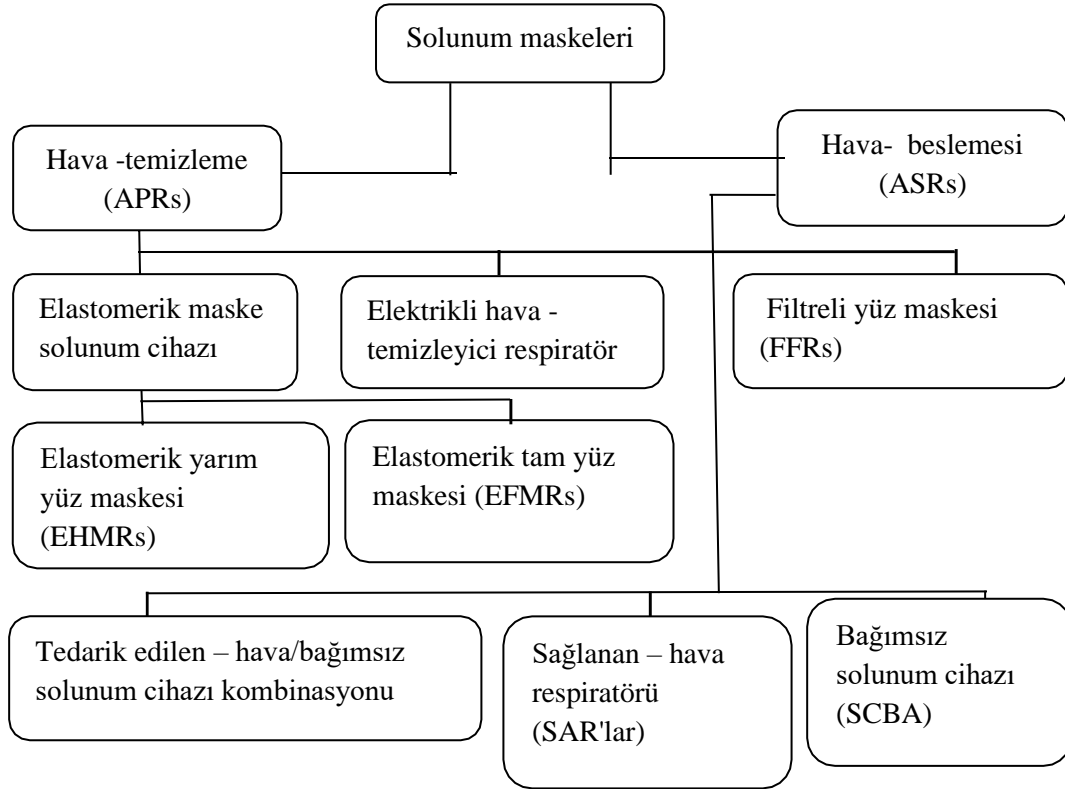 Solunum maskeleri
Hava -temizleme
(APRs)
Hava- beslemesi
(ASRs)
Elastomerik maske
solunum cihazı
Elektrikli hava -
temizleyici respiratör
Filtreli yüz maskesi
(FFRs)
Elastomerik yarım
yüz maskesi
(EHMRs)
Elastomerik tam yüz
maskesi (EFMRs)
Tedarik edilen – hava/bağımsız
solunum cihazı kombinasyonu
Sağlanan – hava
respiratörü
(SAR'lar)
Bağımsız
solunum cihazı
(SCBA)